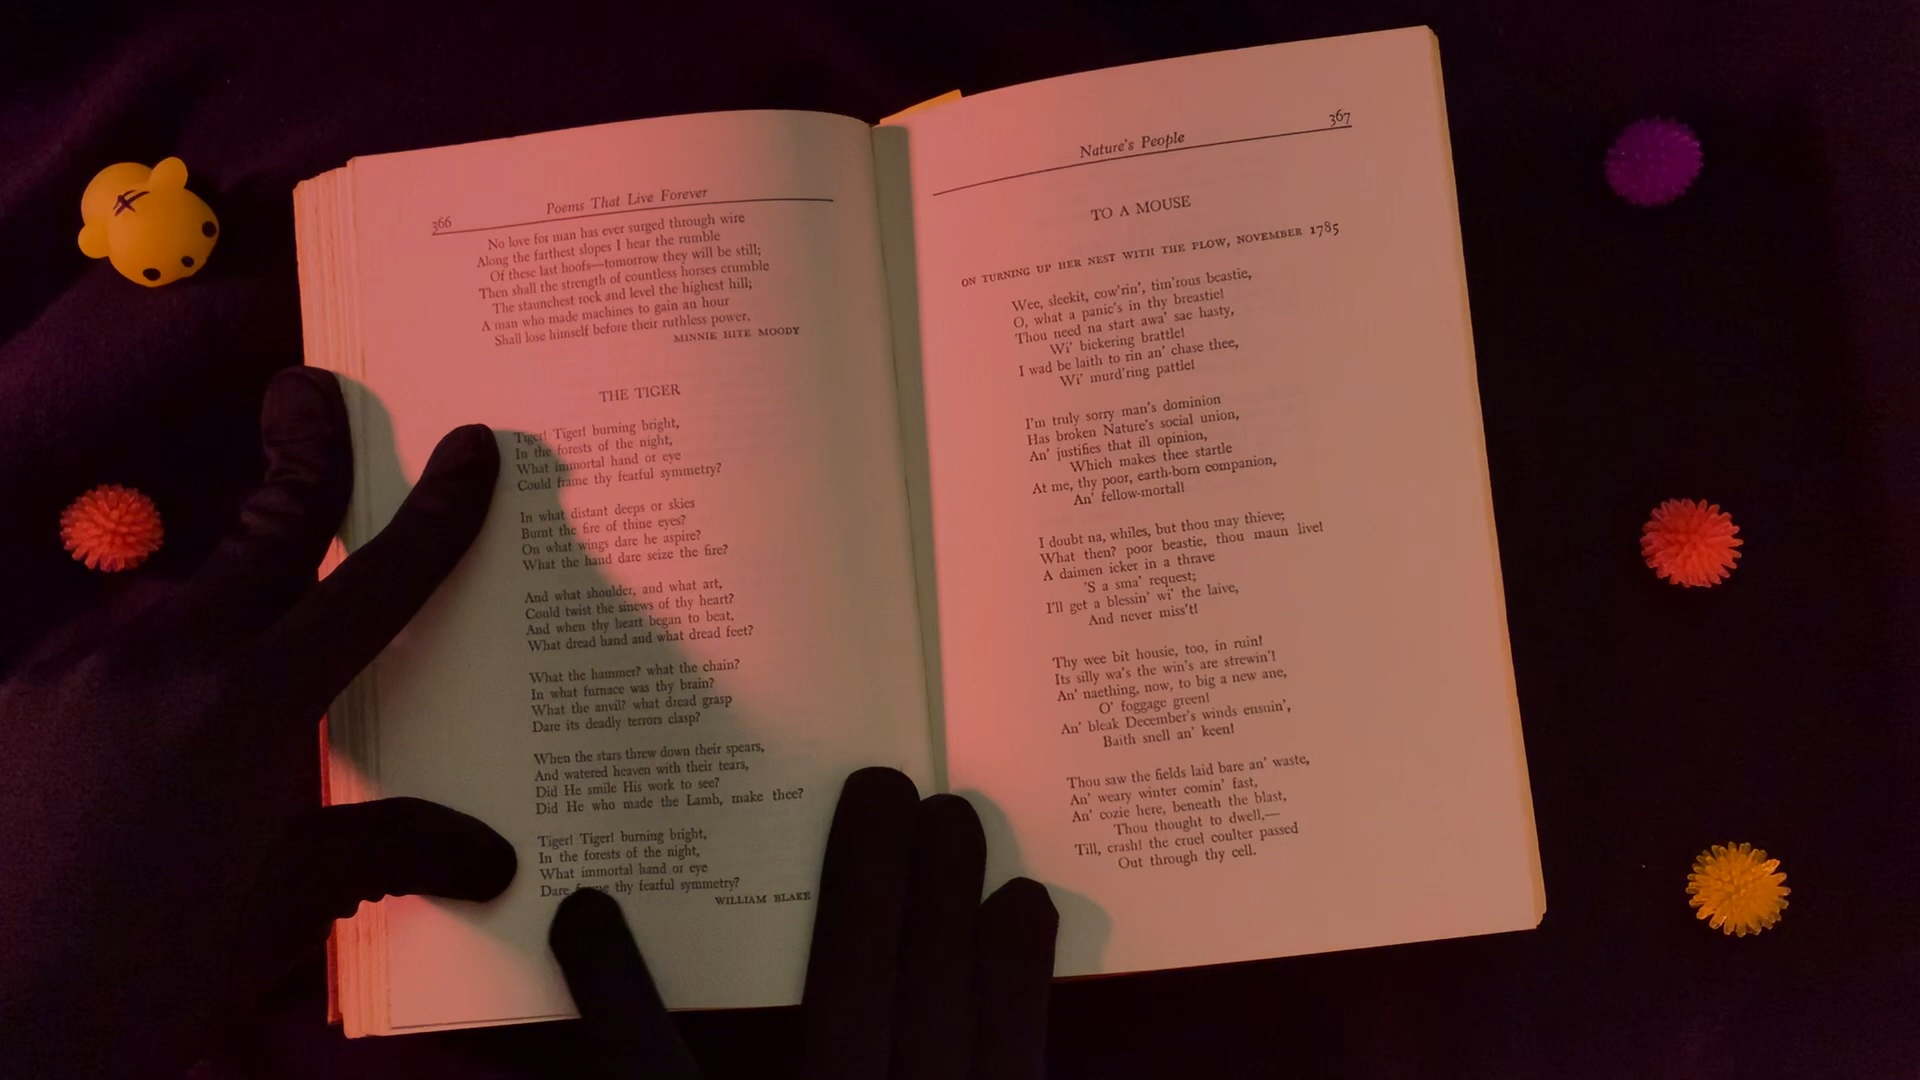 366
Poems That Live Forever
No love for man has ever surged through wire
Along the farthest slopes I hear the rumble
Of these last hoofs—tomorrow they will be still;
Then shall the strength of countless horses crumble
The staunchest rock and level the highest hill;
A man who made machines to gain an hour
Shall lose himself before their ruthless power.
MINNIE HITE MOODY
THE TIGER
Tiger! Tiger! burning bright,
In the forests of the night,
What immortal hand or eye
Could frame thy fearful symmetry?
In what distant deeps or skies
Burnt the fire of thine eyes?
On what wings dare he aspire?
What the hand dare seize the fire?
And what shoulder, and what art,
Could twist the sinews of thy heart?
And when thy heart began to beat,
What dread hand and what dread feet?
What the hammer? what the chain?
In what furnace was thy brain?
What the anvil? what dread grasp
Dare its deadly terrors clasp?
When the stars threw down their spears,
And watered heaven with their tears,
Did He smile His work to see?
Did He who made the Lamb, make thee?
Tiger! Tiger! burning bright,
In the forests of the night,
What immortal hand or eye
Dare thy fearful symmetry?
WILLIAM BLAKE
Nature's People
367
TO A MOUSE
ON TURNING UP HER NEST WITH THE PLOW, NOVEMBER 1785
Wee, sleekit, cow'rin', tim'rous beastie,
O, what a panic's in thy breastie!
Thou need na start awa' sae hasty,
Wi' bickering brattle!
I wad be laith to rin an' chase thee,
Wi' murd'ring pattle!
I'm truly sorry man's dominion
Has broken Nature's social union,
An' justifies that ill opinion,
Which makes thee startle
At me, thy poor, earth-born companion,
An' fellow-mortal!
I doubt na, whiles, but thou may thieve;
What then? poor beastie, thou maun live!
A daimen icker in a thrave
'S a sma' request;
I'll get a blessin' wi' the laive,
And never miss't!
Thy wee bit housie, too, in ruin!
Its silly wa's the win's are strewin'!
An' naething, now, to big a new ane,
O' foggage green!
An' bleak December's winds ensuin',
Baith snell an' keen!
Thou saw the fields laid bare an' waste,
An' weary winter comin' fast,
An' cozie here, beneath the blast,
Thou thought to dwell,—
Till, crash! the cruel coulter passed
Out through thy cell.